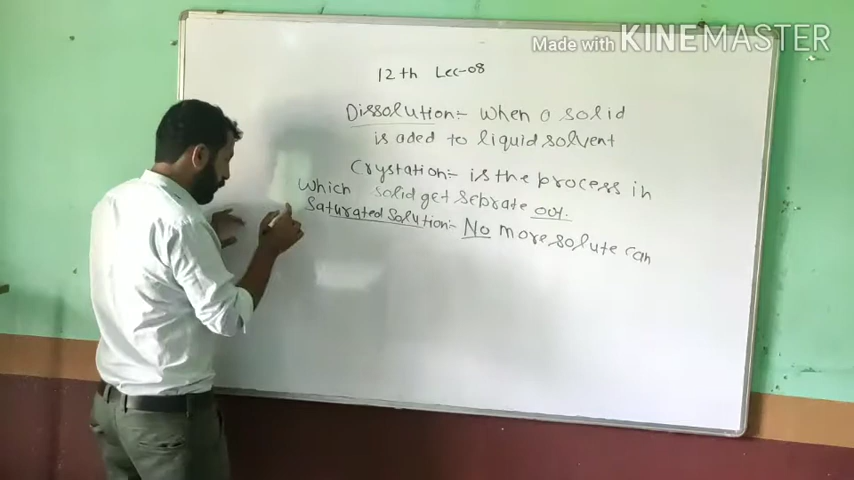 Made with KINEMASTER
12th Lec-08
Dissolution:- When a solid
is aded to liquid solvent
Crystation:- is the process in
Which solid get sebrate out.
Saturated Solution:- No more solute can